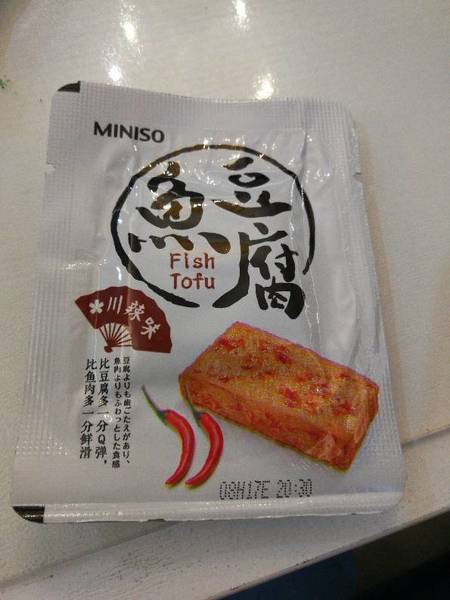 MINISO
魚豆腐
Fish
Tofu
川辣味
豆腐よりも歯ごたえがあり、
魚肉よりもふわっとした食感
比豆腐多一分Q弹,
比鱼肉多一分鲜滑
08H17E 20:30